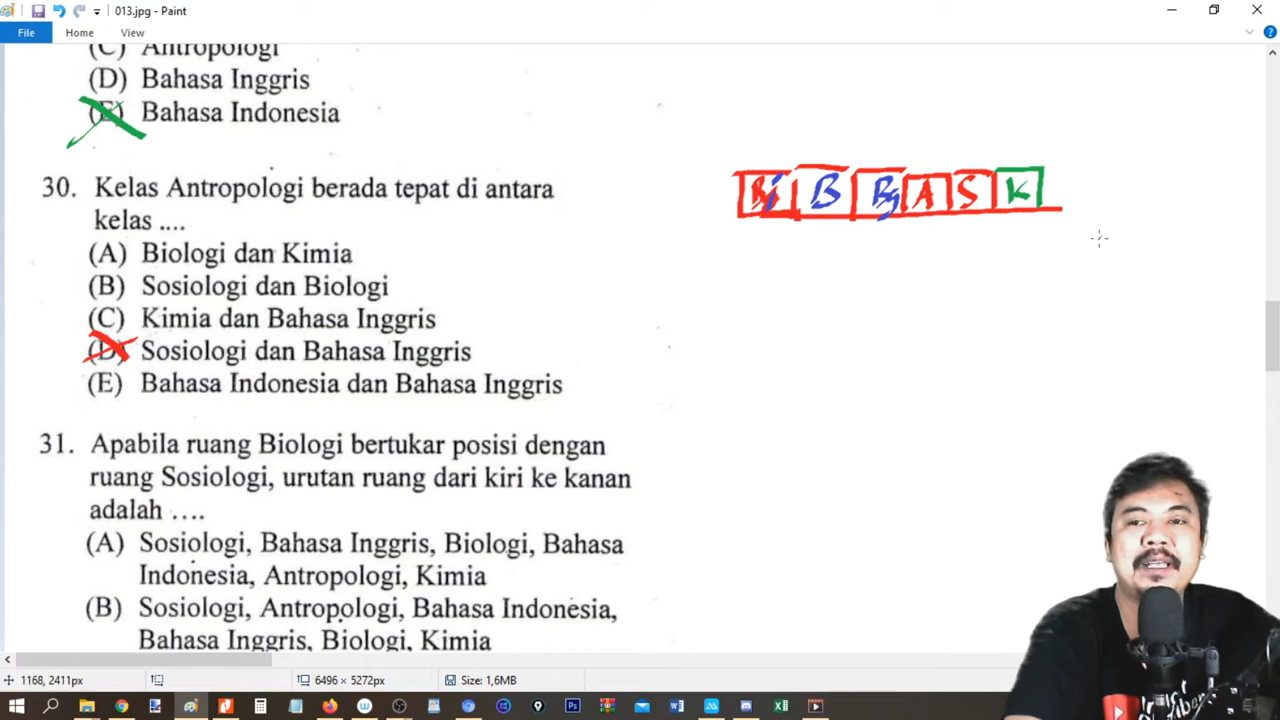 013.jpg - Paint
File
Home
View
(C) Antropologi
(D) Bahasa Inggris
(E) Bahasa Indonesia
30. Kelas Antropologi berada tepat di antara
kelas ....
(A) Biologi dan Kimia
(B) Sosiologi dan Biologi
(C) Kimia dan Bahasa Inggris
(D) Sosiologi dan Bahasa Inggris
(E) Bahasa Indonesia dan Bahasa Inggris
B A S K
31. Apabila ruang Biologi bertukar posisi dengan
ruang Sosiologi, urutan ruang dari kiri ke kanan
adalah ....
(A) Sosiologi, Bahasa Inggris, Biologi, Bahasa
Indonesia, Antropologi, Kimia
(B) Sosiologi, Antropologi, Bahasa Indonesia,
Bahasa Inggris, Biologi, Kimia
1168, 2411px
6496 × 5272px
Size: 1,6MB